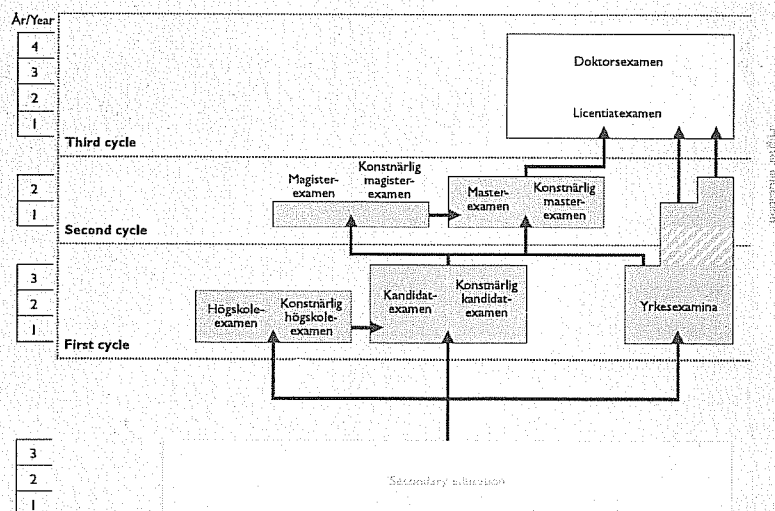 År/Year
4
3
2
1
Doktorsexamen
Licentiatexamen
Third cycle
2
1
Magister-
examen
Konstnärlig
magister-
examen
Master-
examen
Konstnärlig
master-
examen
Second cycle
3
2
1
Högskole-
examen
Konstnärlig
högskole-
examen
Kandidat-
examen
Konstnärlig
kandidat-
examen
Yrkesexamina
First cycle
3
2
1
Secondary education